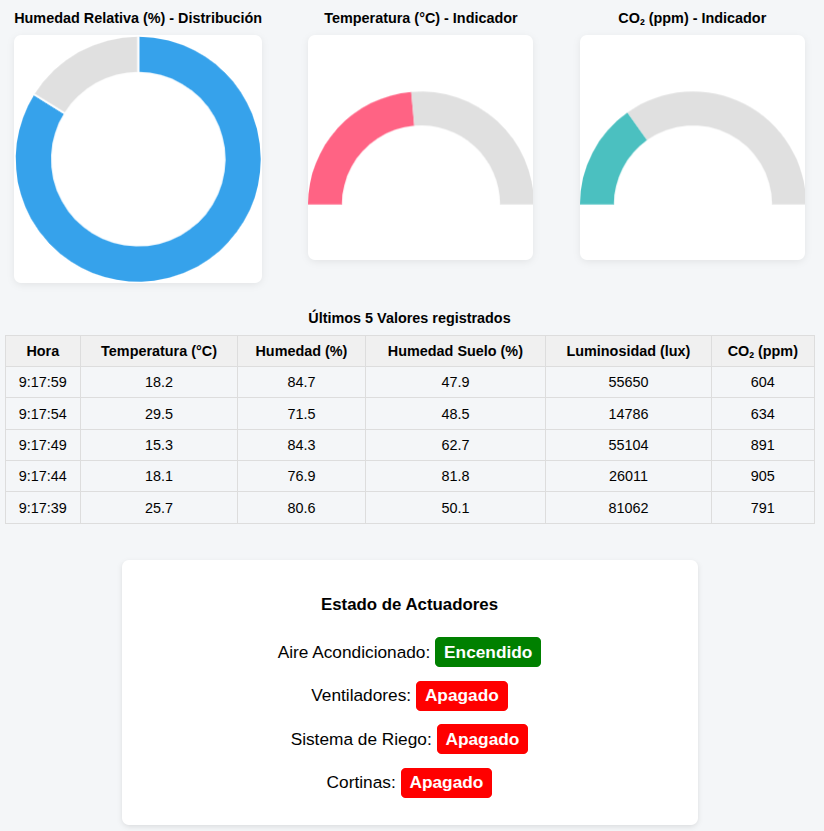 Humedad Relativa (%) - Distribución Temperatura (°C) - Indicador CO₂ (ppm) - Indicador
Últimos 5 Valores registrados
Hora Temperatura (°C) Humedad (%) Humedad Suelo (%) Luminosidad (lux) CO₂ (ppm)
9:17:59 18.2 84.7 47.9 55650 604
9:17:54 29.5 71.5 48.5 14786 634
9:17:49 15.3 84.3 62.7 55104 891
9:17:44 18.1 76.9 81.8 26011 905
9:17:39 25.7 80.6 50.1 81062 791
Estado de Actuadores
Aire Acondicionado: Encendido
Ventiladores: Apagado
Sistema de Riego: Apagado
Cortinas: Apagado